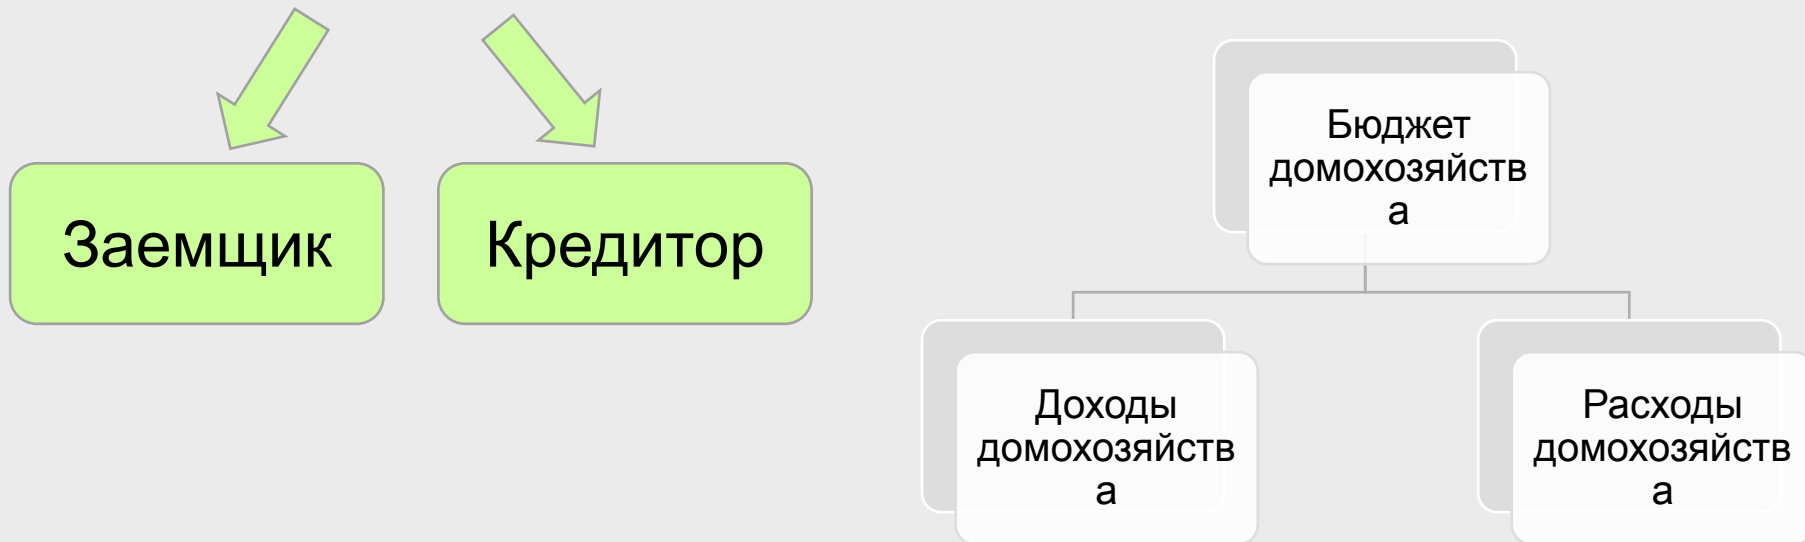 Заемщик
Кредитор
Бюджет
домохозяйств
а
Доходы
домохозяйств
а
Расходы
домохозяйств
а